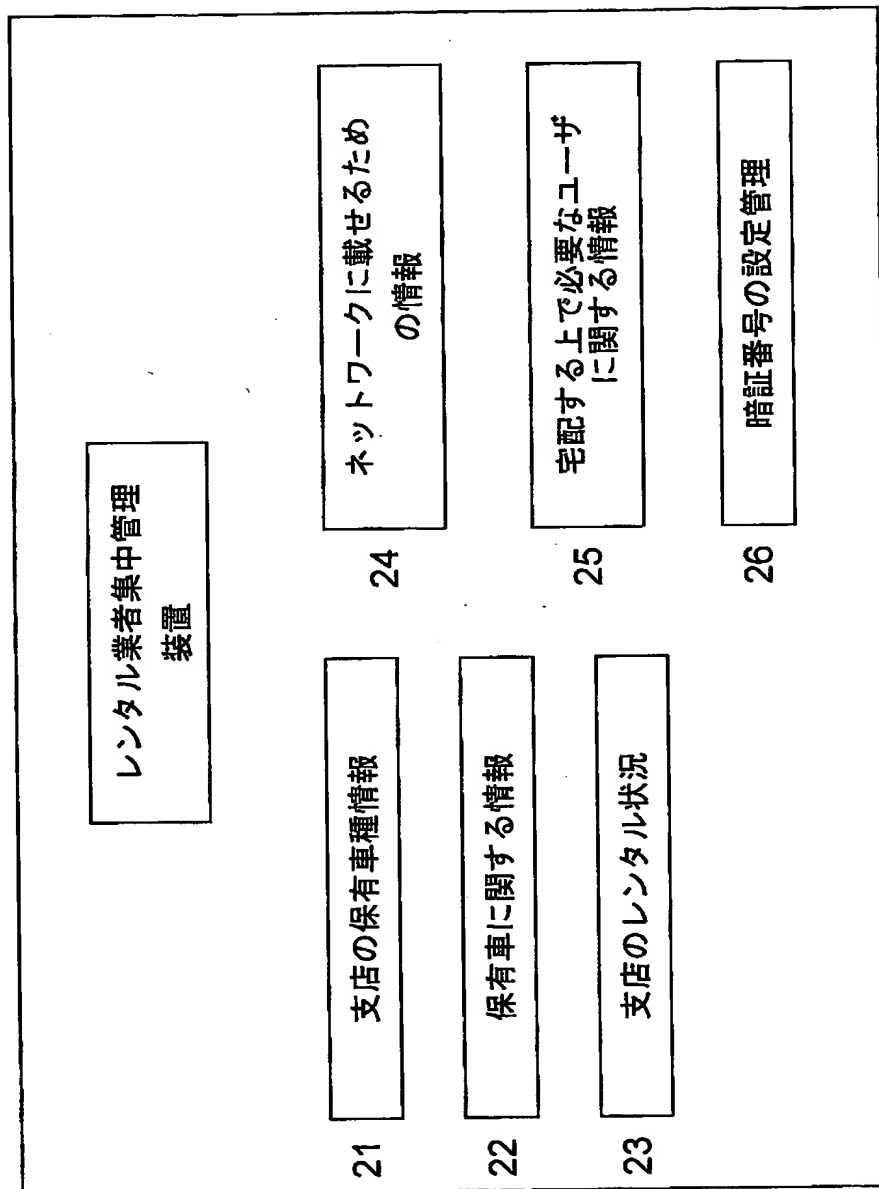 レンタル業者集中管理
装置
21
支店の保有車種情報
22
保有車に関する情報
23
支店のレンタル状況
24
ネットワークに載せるため
の情報
25
宅配する上で必要なユーザ
に関する情報
26
暗証番号の設定管理